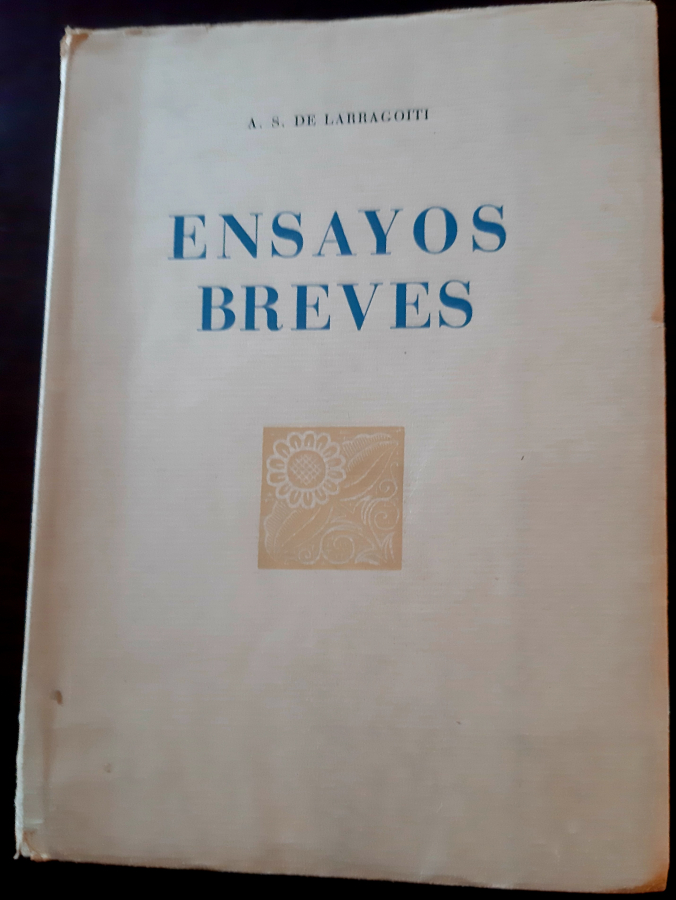 A. S. DE LARRAGOITI
ENSAYOS
BREVES